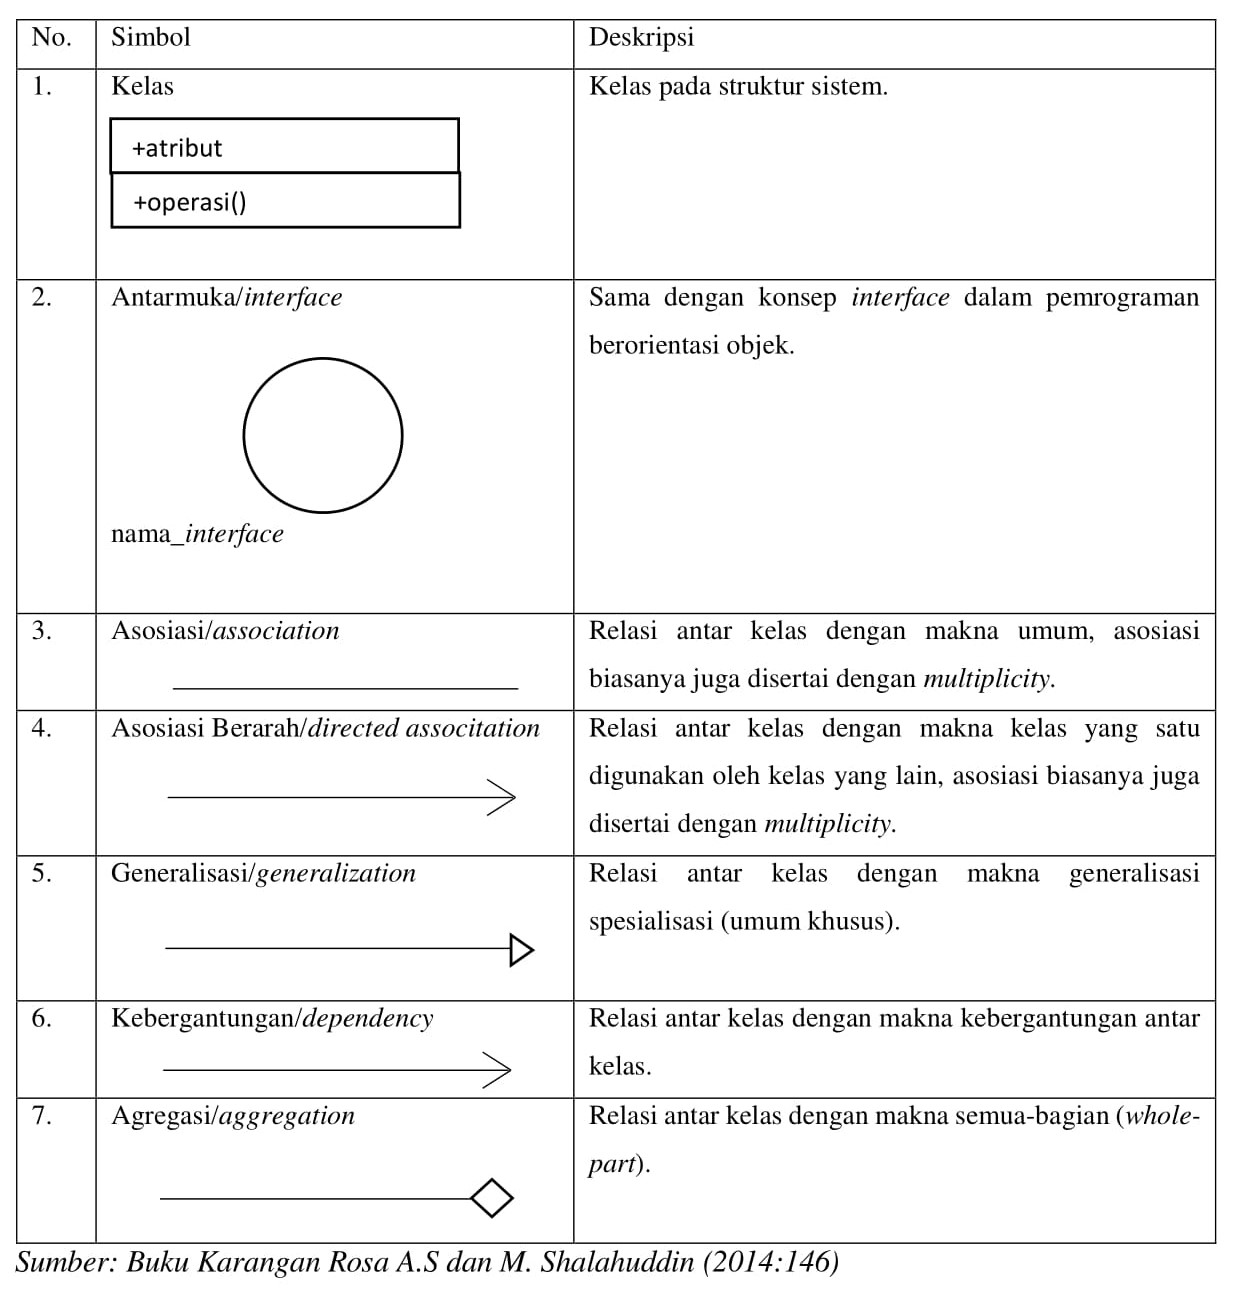 No. Simbol Deskripsi
1. Kelas Kelas pada struktur sistem.
+atribut
+operasi()
2. Antarmuka/interface Sama dengan konsep interface dalam pemrograman
berorientasi objek.
nama_interface
3. Asosiasi/association Relasi antar kelas dengan makna umum, asosiasi
biasanya juga disertai dengan multiplicity.
4. Asosiasi Berarah/directed associtation Relasi antar kelas dengan makna kelas yang satu
digunakan oleh kelas yang lain, asosiasi biasanya juga
disertai dengan multiplicity.
5. Generalisasi/generalization Relasi antar kelas dengan makna generalisasi
spesialisasi (umum khusus).
6. Kebergantungan/dependency Relasi antar kelas dengan makna kebergantungan antar
kelas.
7. Agregasi/aggregation Relasi antar kelas dengan makna semua-bagian (whole-
part).
Sumber: Buku Karangan Rosa A.S dan M. Shalahuddin (2014:146)